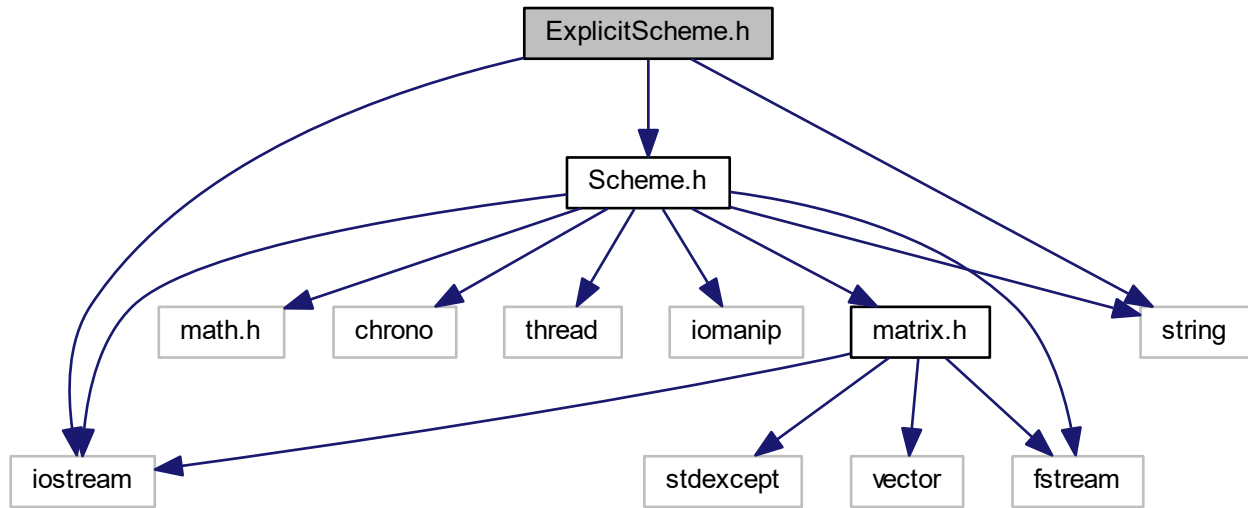 ExplicitScheme.h
Scheme.h
math.h
chrono
thread
iomanip
matrix.h
string
iostream
stdexcept
vector
fstream